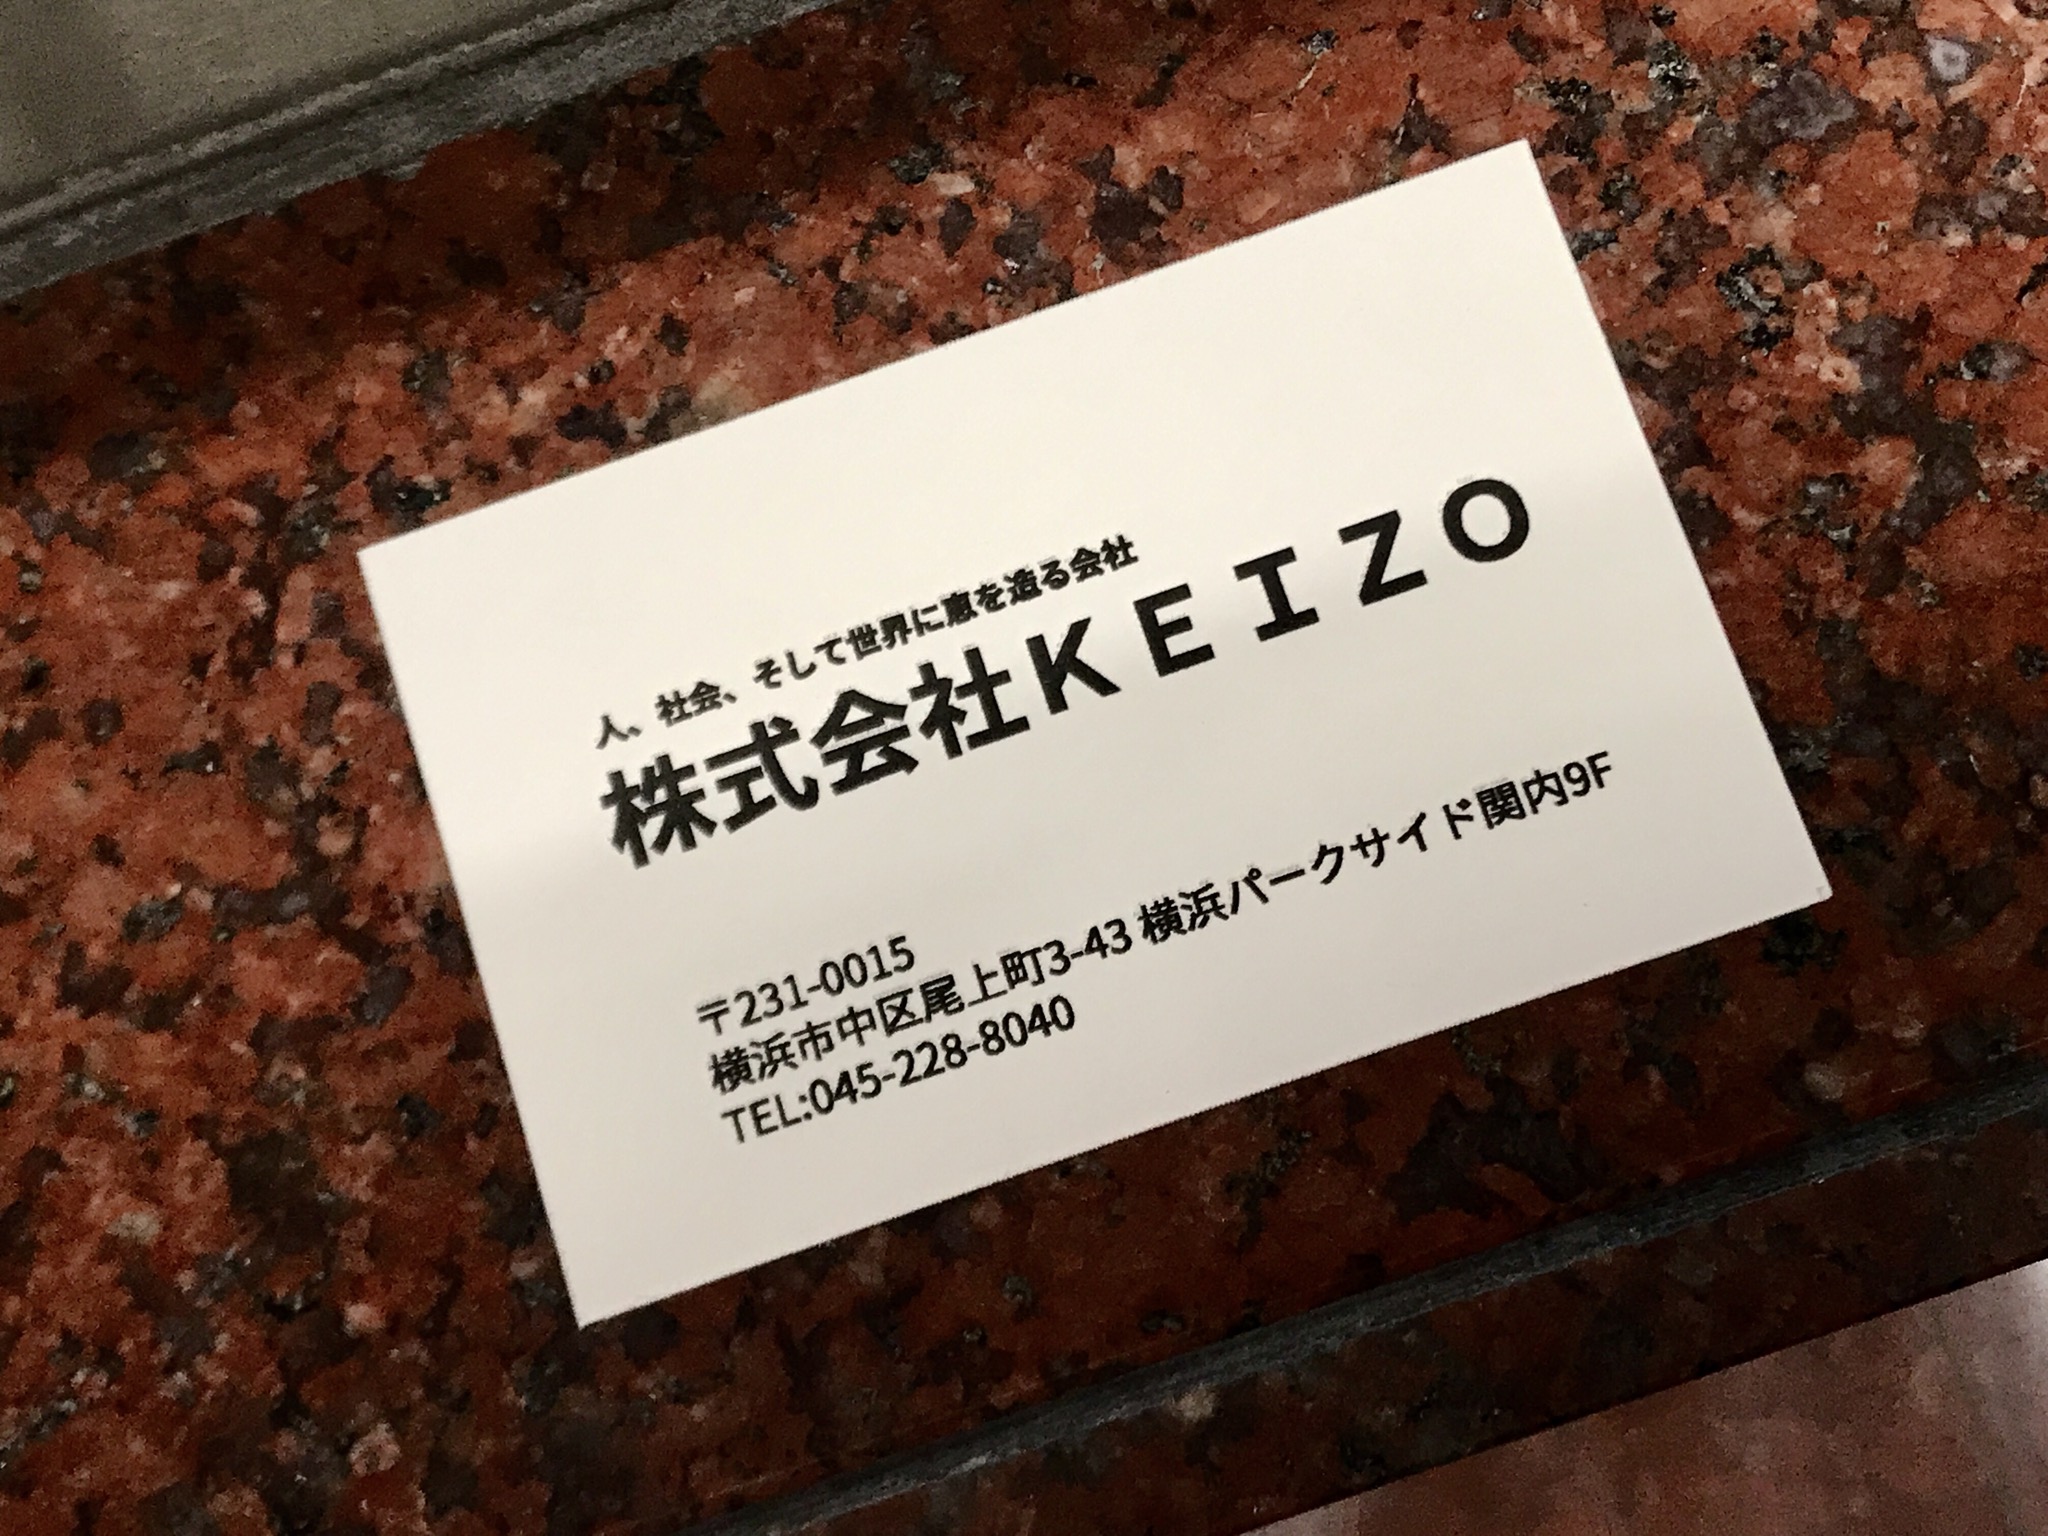 人、社会、そして世界に恵を造る会社
株式会社ＫＥＩＺＯ
〒231-0015
横浜市中区尾上町3-43 横浜パークサイド関内9F
TEL:045-228-8040